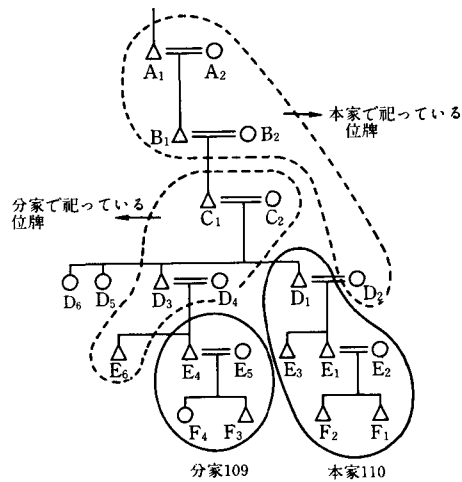 A₁ A₂
本家で祀っている
位牌
B₁ B₂
分家で祀っている
位牌
C₁ C₂
D₆ D₅ D₃ D₄ D₁ D₂
E₆ E₄ E₅ E₃ E₁ E₂
F₄ F₃ F₂ F₁
分家109 本家110